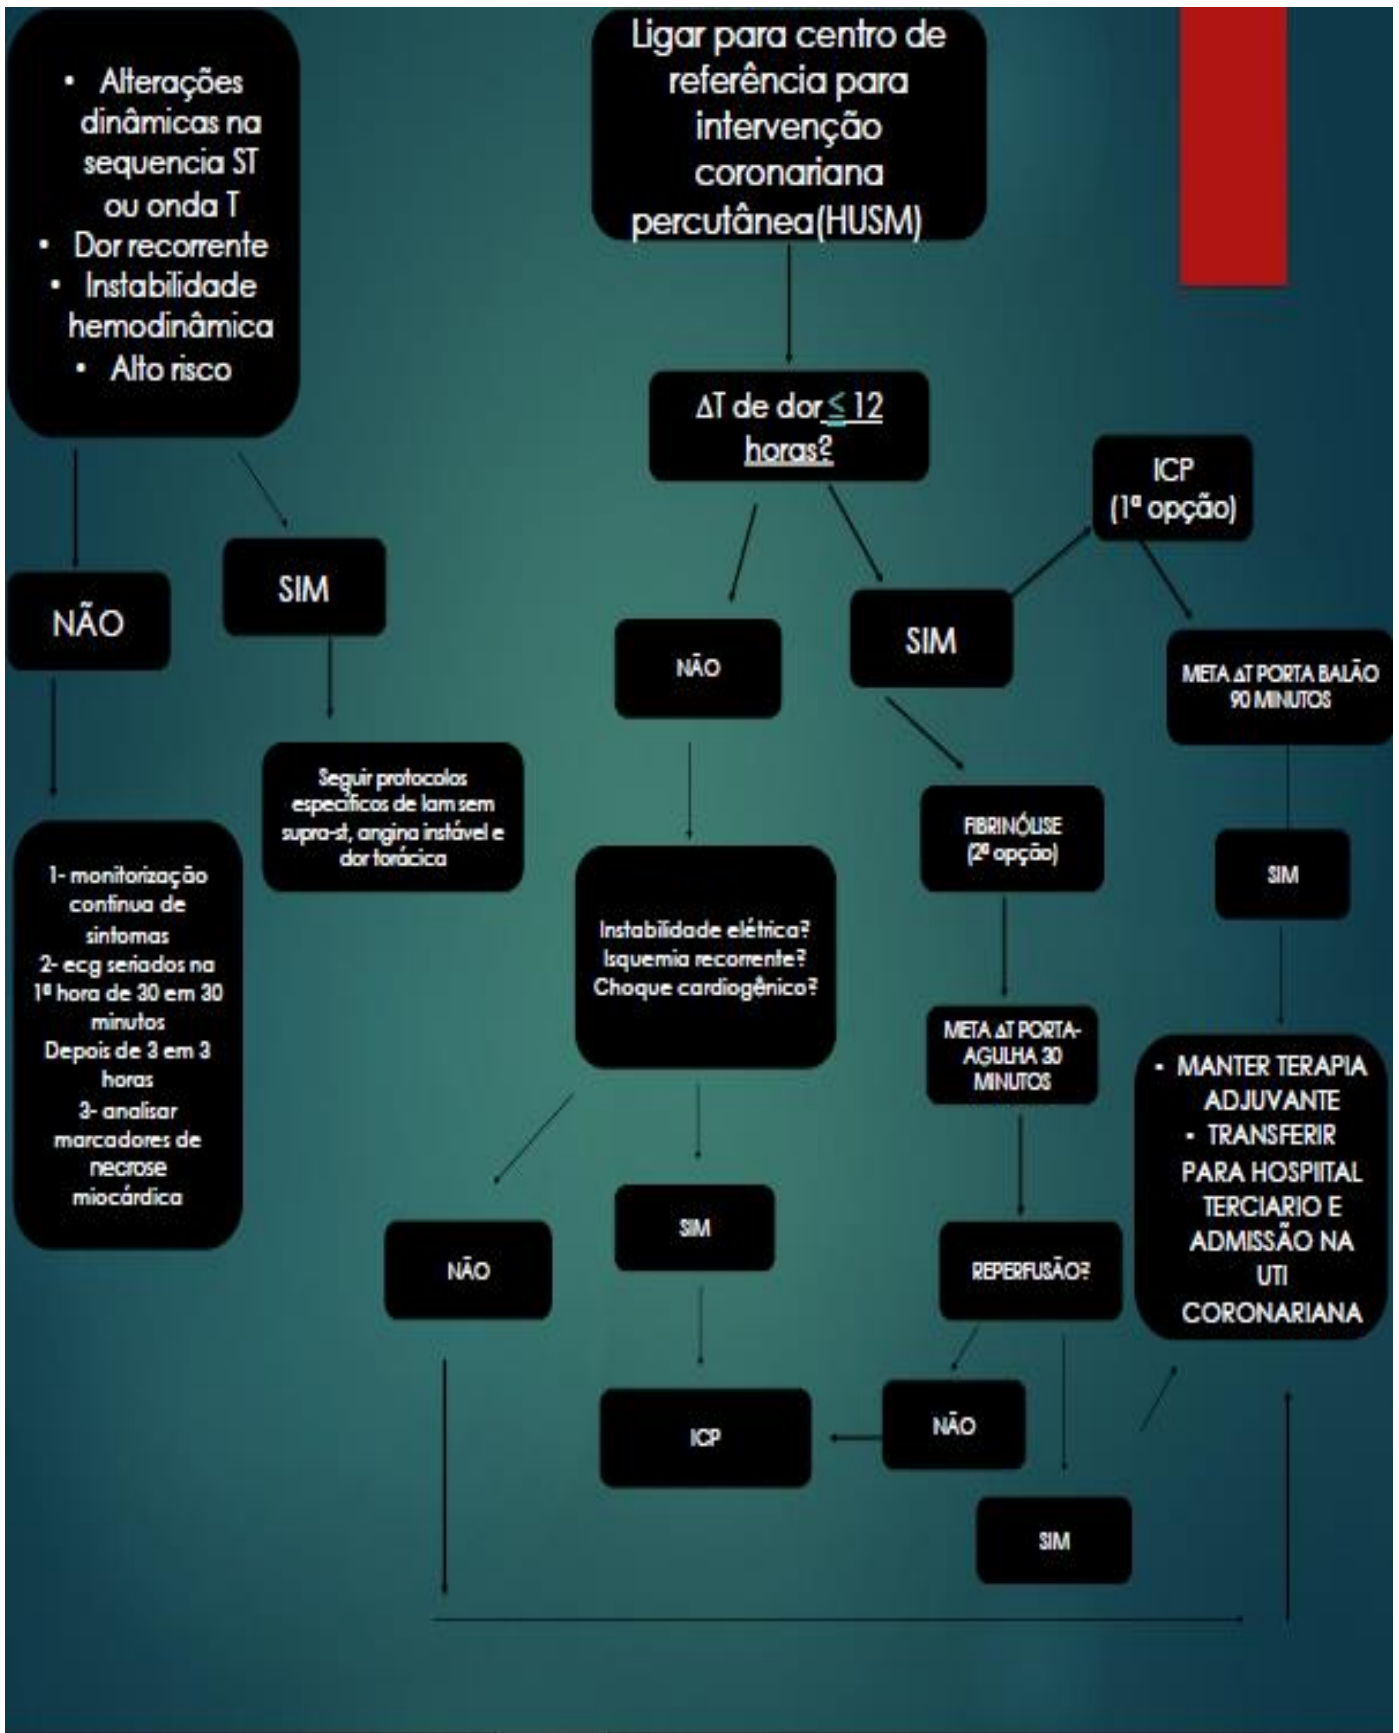 • Alterações
dinâmicas na
sequencia ST
ou onda T
• Dor recorrente
• Instabilidade
hemodinâmica
• Alto risco
NÃO
SIM
Seguir protocolos
específicos de Iam sem
supra-st, angina instável e
dor torácica
1- monitorização
contínua de
sintomas
2- ecg seriados na
1ª hora de 30 em 30
minutos
Depois de 3 em 3
horas
3- analisar
marcadores de
necrose
miocárdica
Ligar para centro de
referência para
intervenção
coronariana
percutânea(HUSM)
ΔT de dor ≤ 12
horas?
NÃO
SIM
ICP
(1ª opção)
META ΔT PORTA BALÃO
90 MINUTOS
SIM
Instabilidade elétrica?
Isquemia recorrente?
Choque cardiogênico?
FIBRINÓLISE
(2ª opção)
META ΔT PORTA-
AGULHA 30
MINUTOS
- MANTER TERAPIA
ADJUVANTE
- TRANSFERIR
PARA HOSPIITAL
TERCIARIO E
ADMISSÃO NA
UTI
CORONARIANA
NÃO
SIM
REPERFUSÃO?
ICP
NÃO
SIM